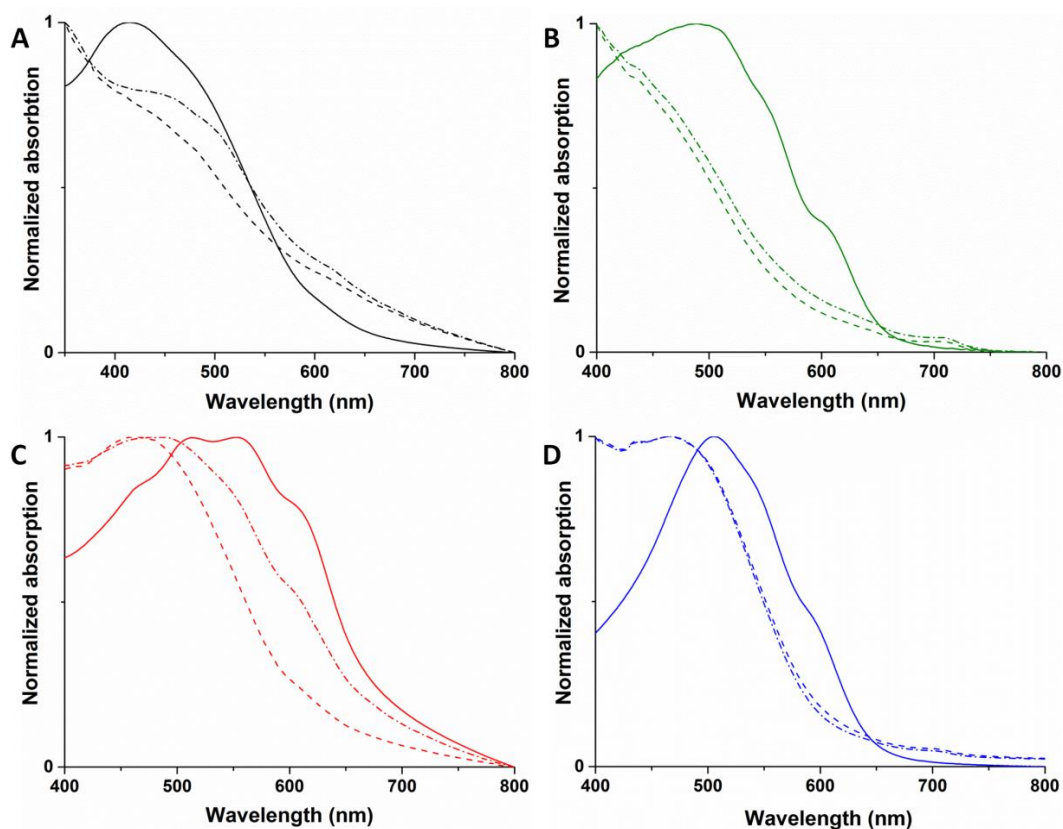 A
Normalized absorbtion
1
0
400 500 600 700 800
Wavelength (nm)
B
Normalized absorption
1
0
400 500 600 700 800
Wavelength (nm)
C
Normalized absorption
1
0
400 500 600 700 800
Wavelength (nm)
D
Normalized absorption
1
0
400 500 600 700 800
Wavelength (nm)